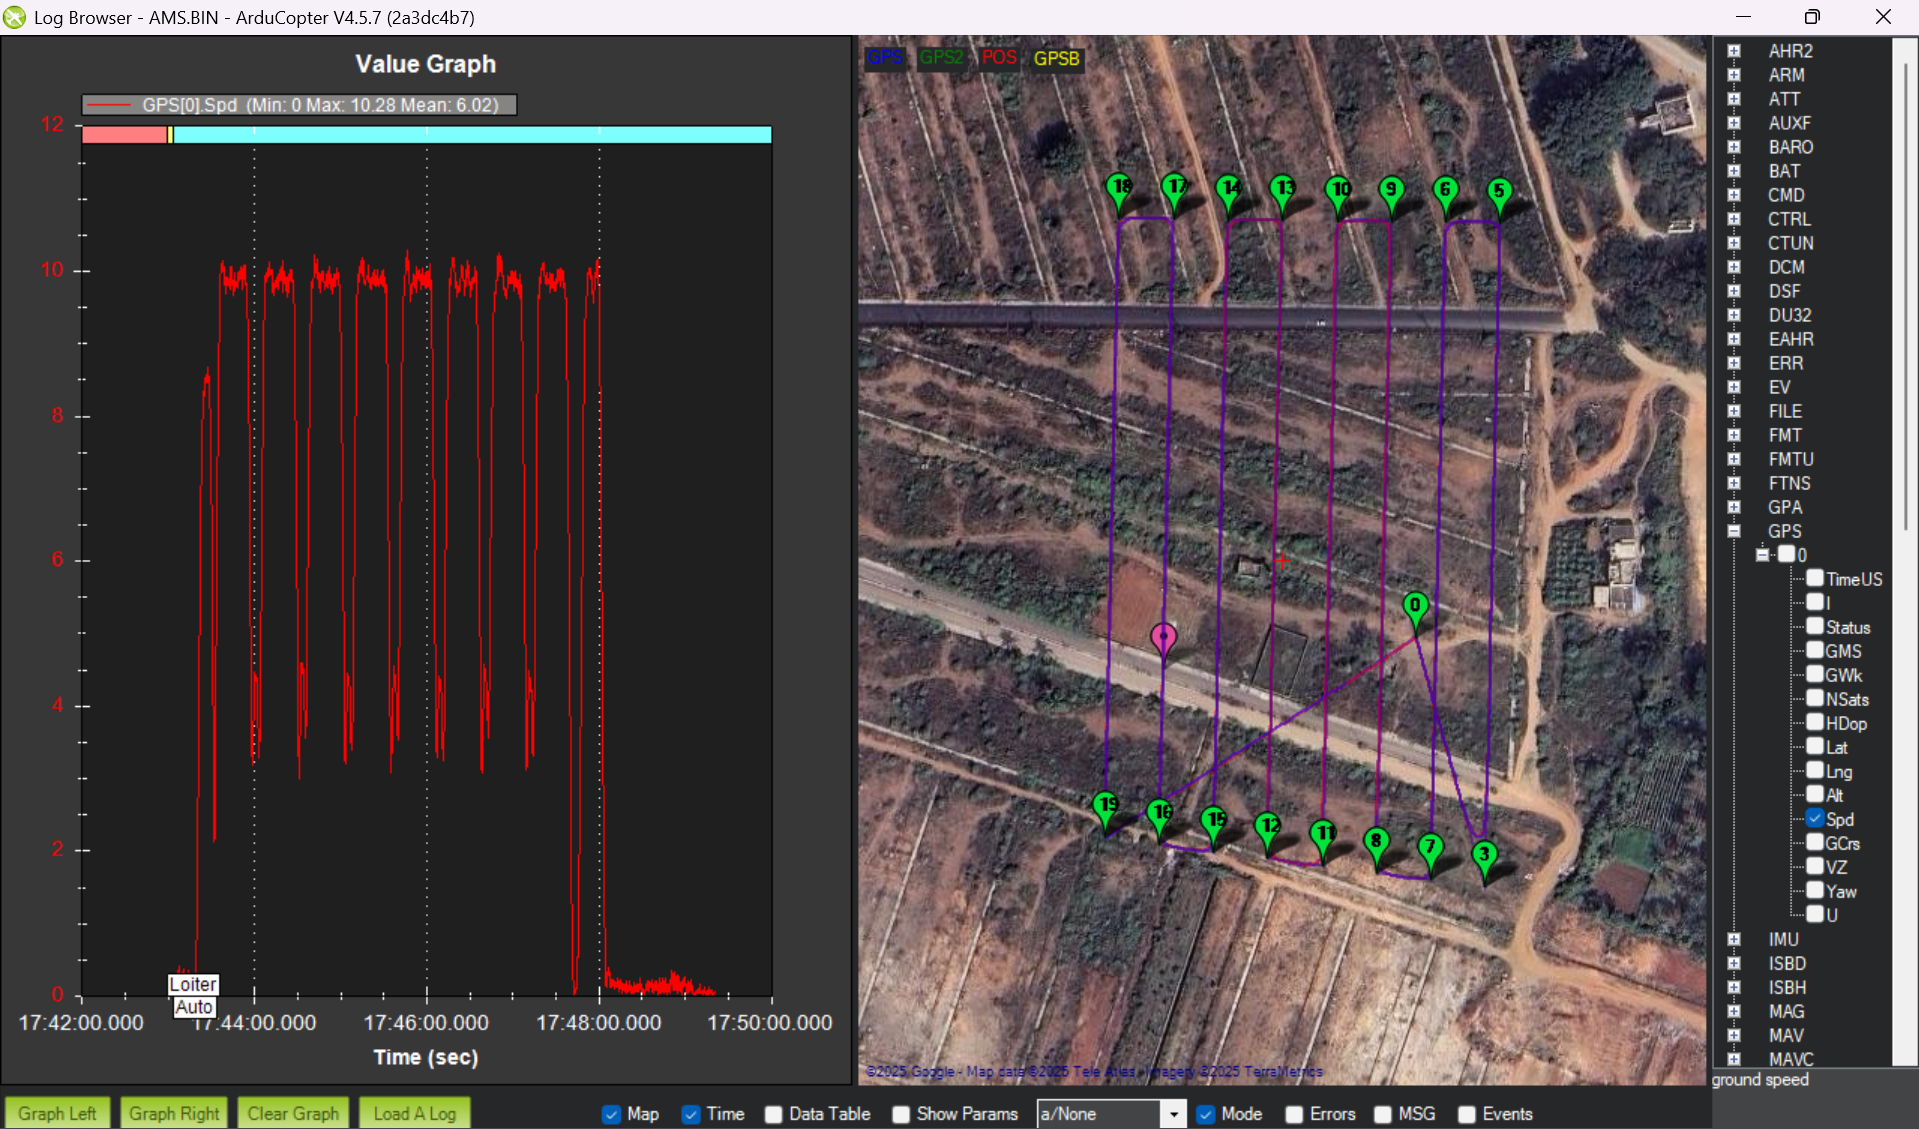 Log Browser - AMS.BIN - ArduCopter V4.5.7 (2a3dc4b7)
Value Graph
GPS[0].Spd (Min: 0 Max: 10.28 Mean: 6.02)
12
10
8
6
4
2
0
Loiter
Auto
17:42:00.000
17:44:00.000
17:46:00.000
17:48:00.000
17:50:00.000
Time (sec)
GPS GPS2 POS GPSB
18 17 14 13 10 9 6 5
0
19 16 15 12 11 8 7 3
©2025 Google - Map data ©2025 Tele Atlas, Imagery ©2025 TerraMetrics
AHR2
ARM
ATT
AUXF
BARO
BAT
CMD
CTRL
CTUN
DCM
DSF
DU32
EAHR
ERR
EV
FILE
FMT
FMTU
FTNS
GPA
GPS
0
TimeUS
I
Status
GMS
GWk
NSats
HDop
Lat
Lng
Alt
Spd
GCrs
VZ
Yaw
U
IMU
ISBD
ISBH
MAG
MAV
MAVC
ground speed
Graph Left
Graph Right
Clear Graph
Load A Log
Map
Time
Data Table
Show Params
a/None
Mode
Errors
MSG
Events